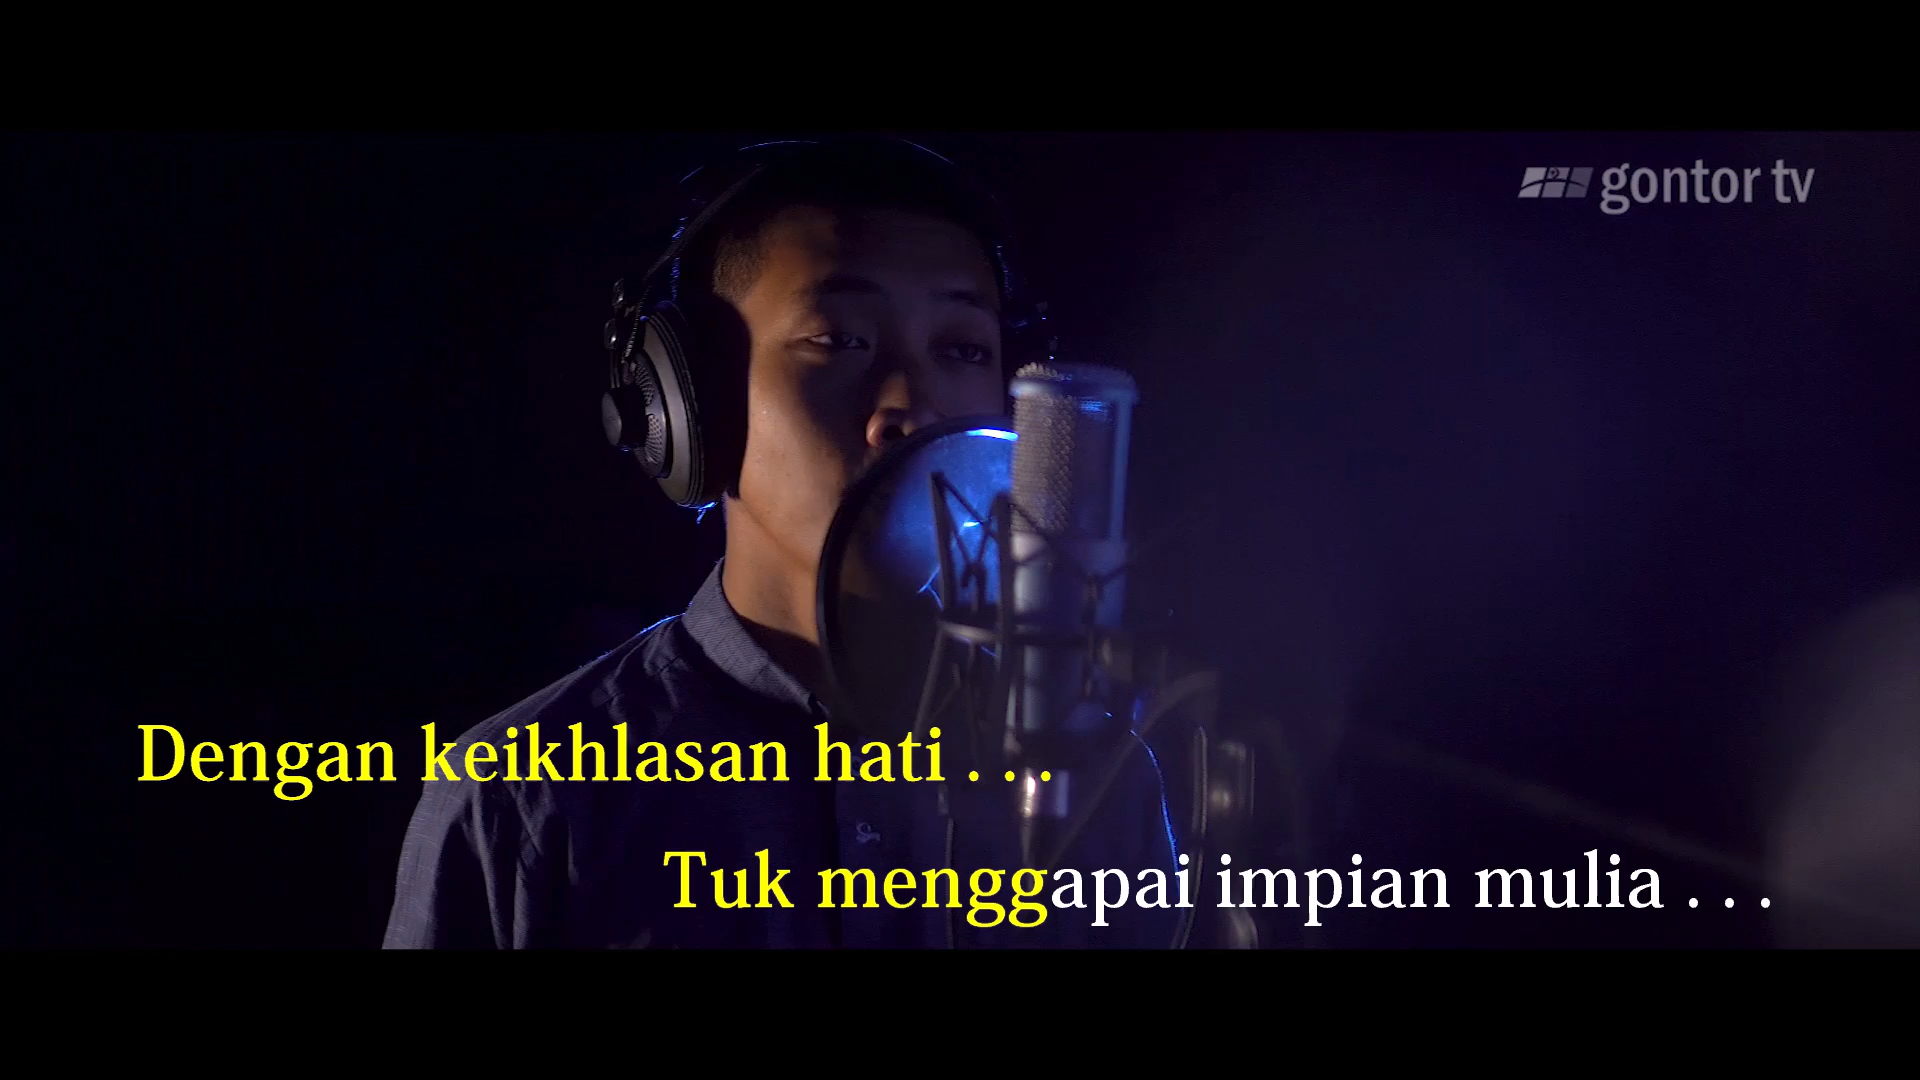 gontor tv
Dengan keikhlasan hati . . .
Tuk menggapai impian mulia . . .